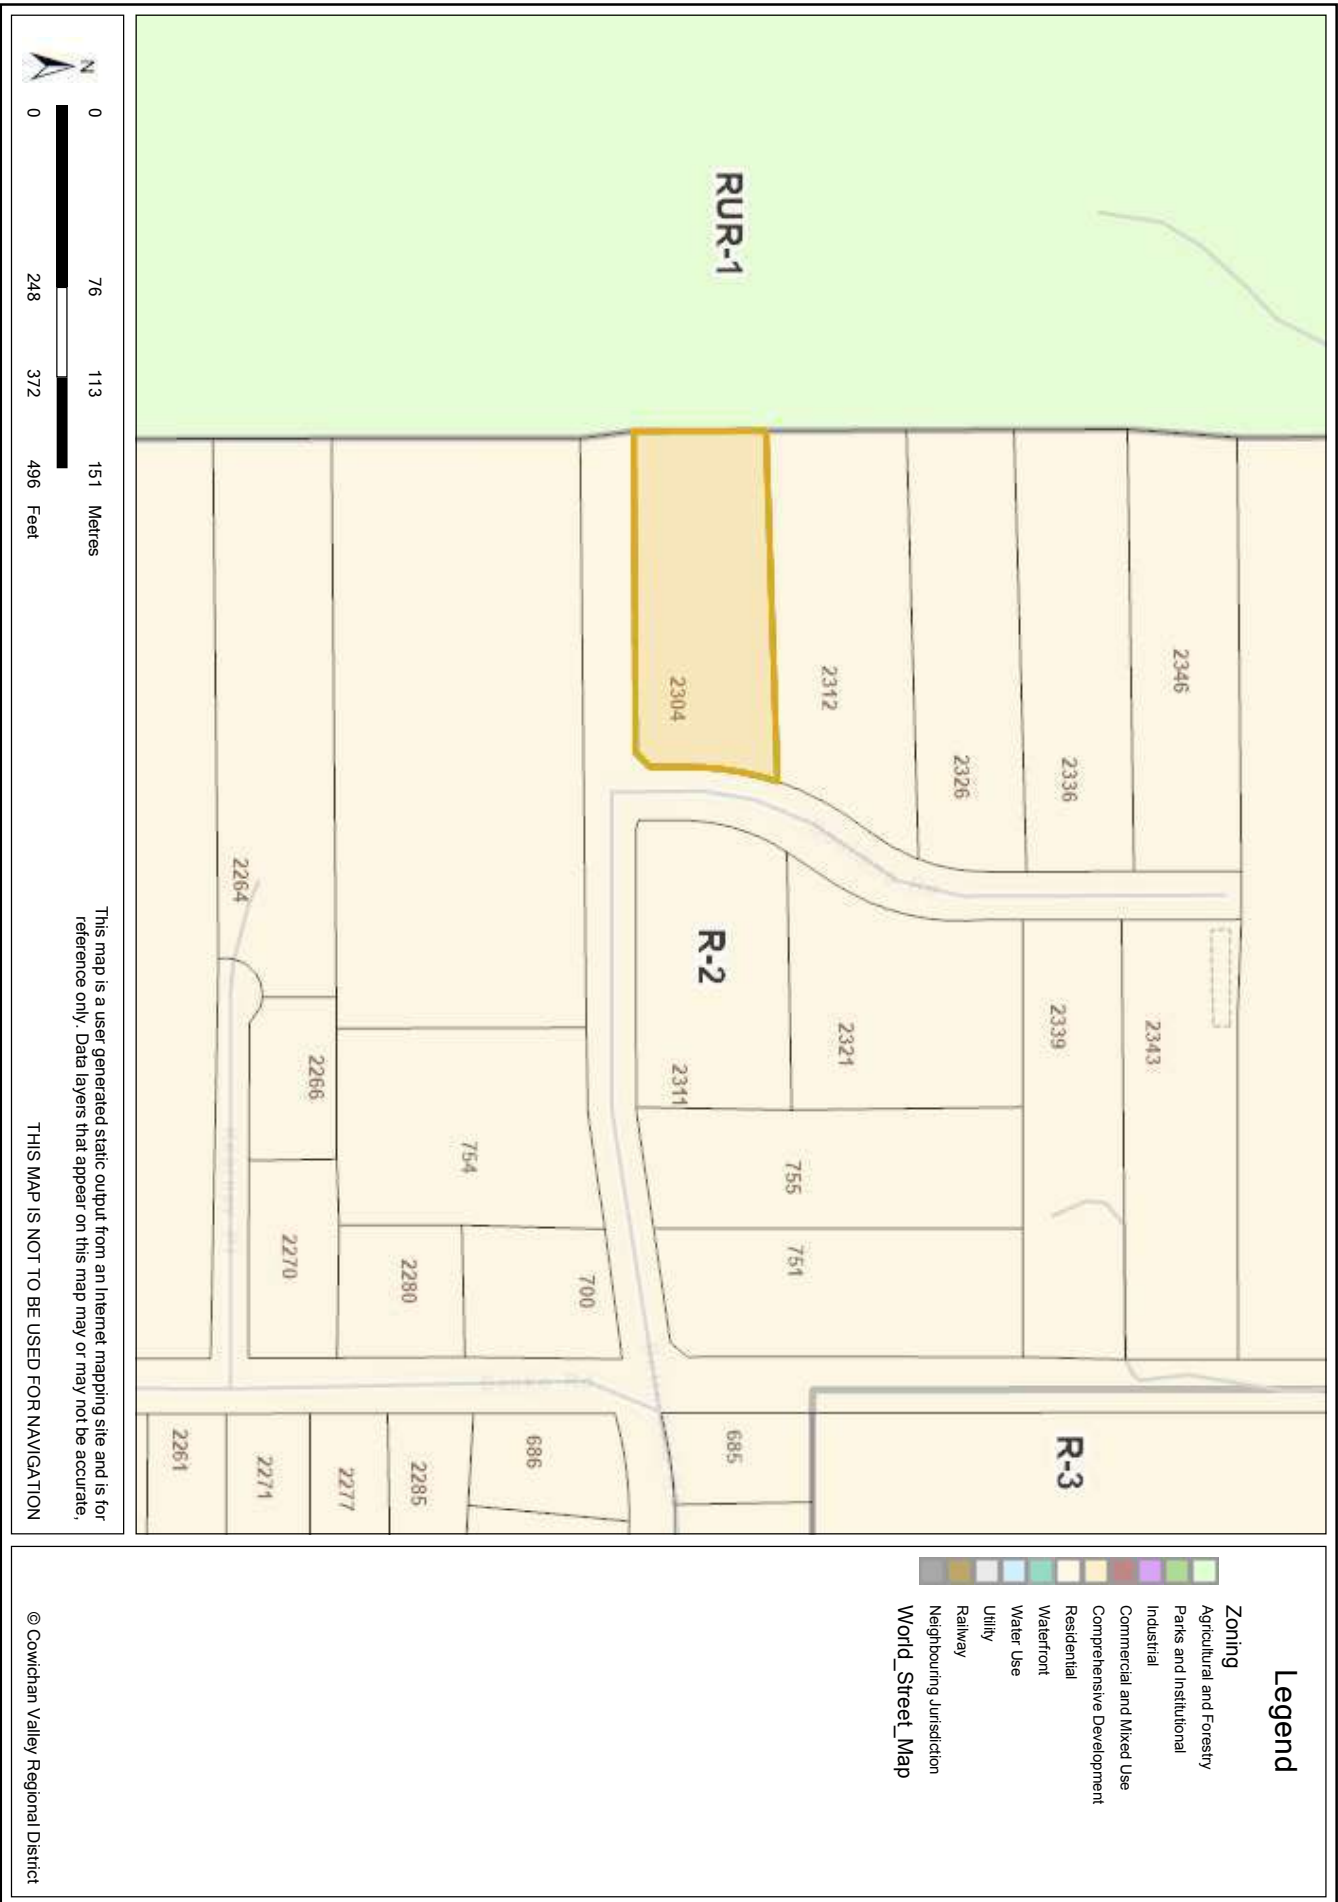 2346
2343
2336
2339
R-3
2326
2312
2321
755
751
RUR-1
R-2
685
2304
2311
700
686
754
2280
2285
2266
2277
2270
2271
2264
2261
Legend
Zoning
Agricultural and Forestry
Parks and Institutional
Industrial
Commercial and Mixed Use
Comprehensive Development
Residential
Waterfront
Water Use
Utility
Railway
Neighbouring Jurisdiction
World_Street_Map
N
0 76 113 151 Metres
0 248 372 496 Feet
This map is a user generated static output from an Internet mapping site and is for
reference only. Data layers that appear on this map may or may not be accurate,
THIS MAP IS NOT TO BE USED FOR NAVIGATION
© Cowichan Valley Regional District